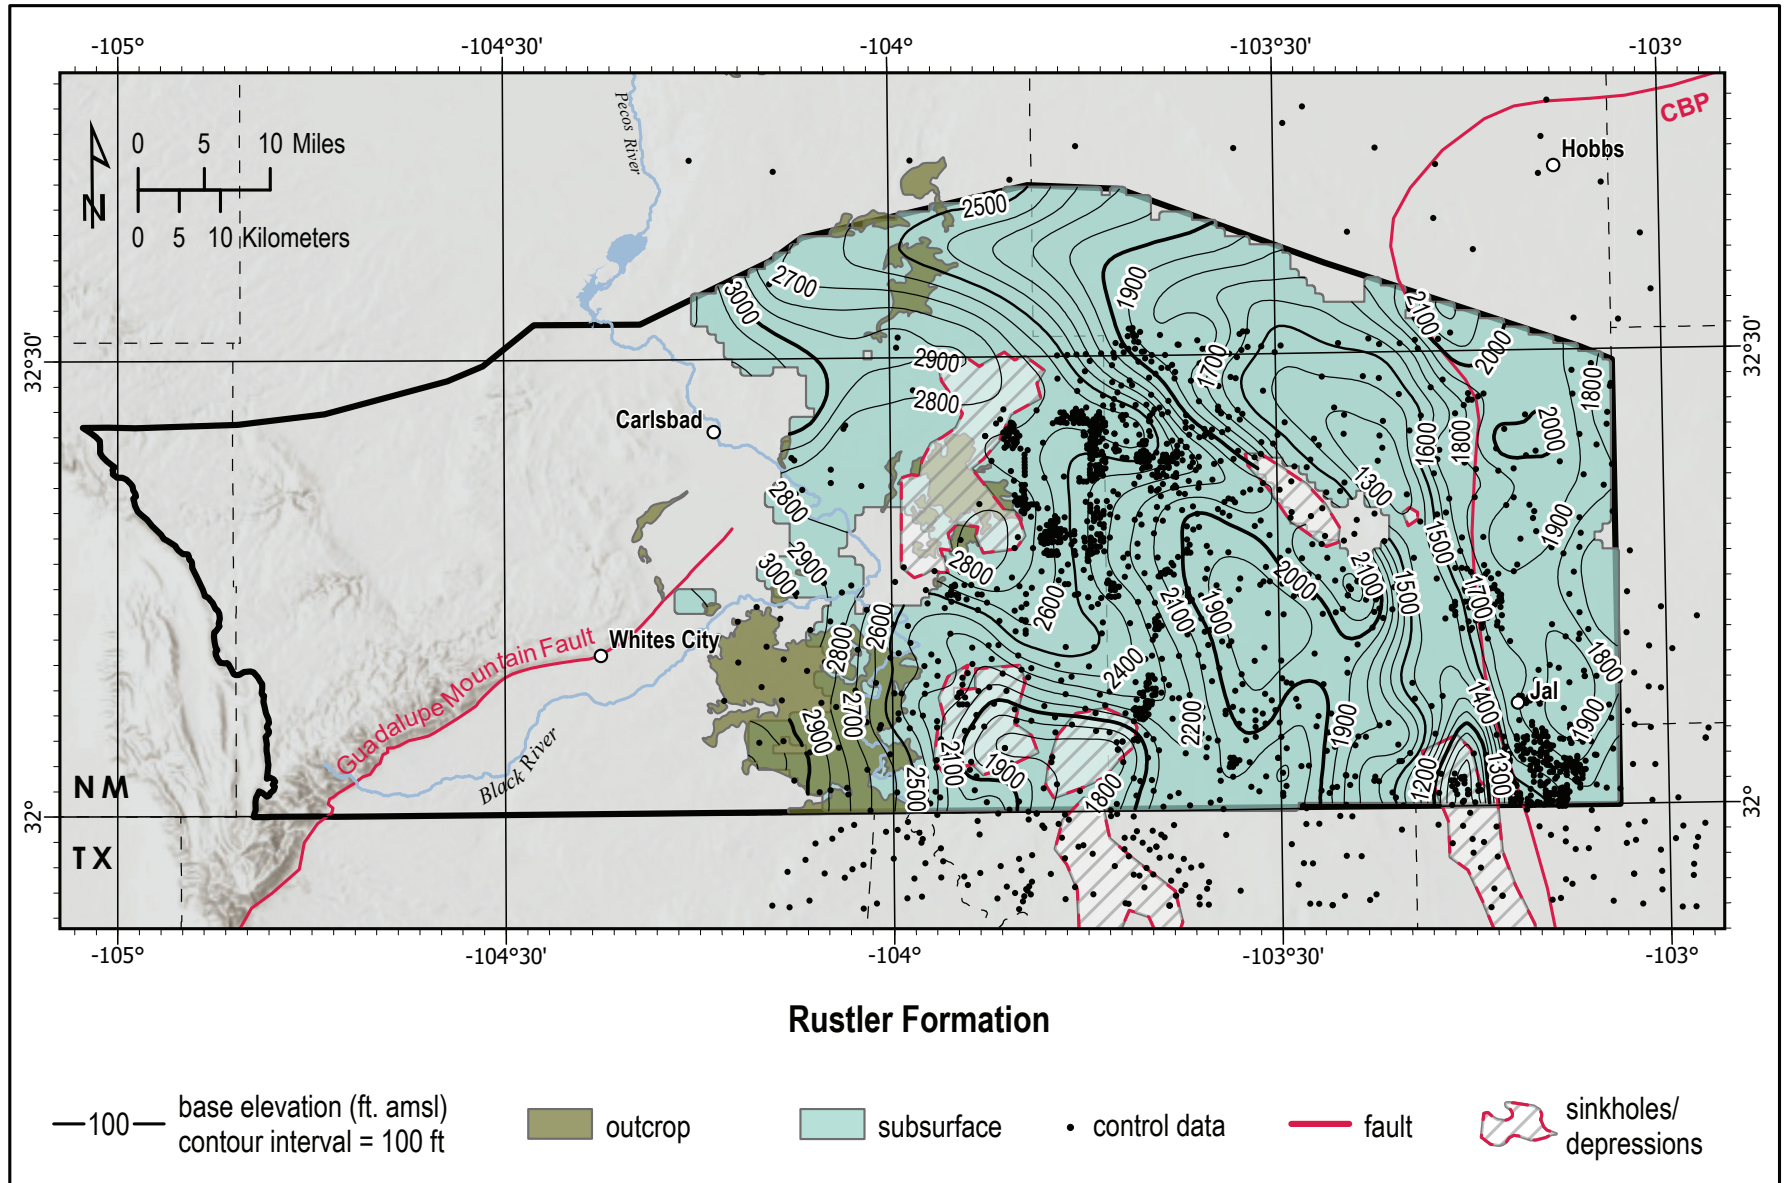 -105°
-104°30'
-104°
-103°30'
-103°
0 5 10 Miles
0 5 10 Kilometers
N
Pecos River
CBP
Hobbs
2500
2700
3000
1900
2100
2000
32°30'
32°30'
2900
1700
1800
2800
Carlsbad
2000
1600
1800
2800
1300
1900
1500
2900
3000
2800
2000
2100
1500
2600
1700
2100
1900
2600
2800
Whites City
Guadalupe Mountain Fault
2400
1800
Jal
1400
2700
2900
2200
1900
1900
Black River
2100
1900
2500
1800
1200
1300
NM
32°
32°
TX
-105°
-104°30'
-104°
-103°30'
-103°
Rustler Formation
100
base elevation (ft. amsl)
contour interval = 100 ft
outcrop
subsurface
control data
fault
sinkholes/
depressions